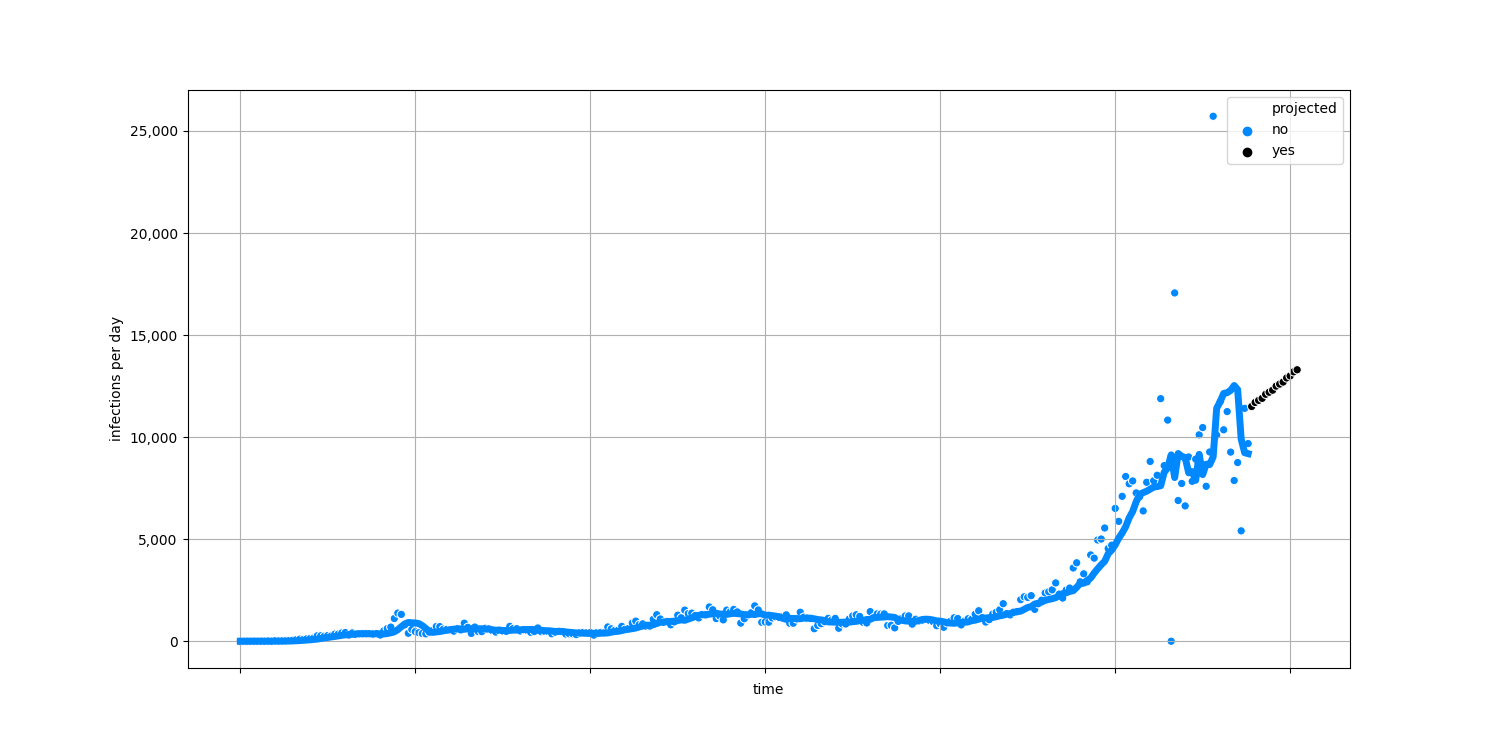 projected
no
yes
25,000
20,000
15,000
10,000
5,000
0
infections per day
time